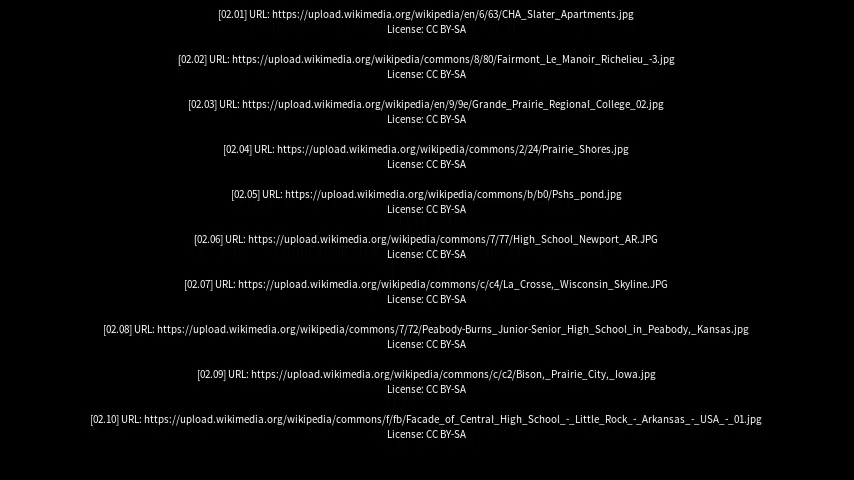 [02.01] URL: https://upload.wikimedia.org/wikipedia/en/6/63/CHA_Slater_Apartments.jpg
License: CC BY-SA
[02.02] URL: https://upload.wikimedia.org/wikipedia/commons/8/80/Fairmont_Le_Manoir_Richelieu_-3.jpg
License: CC BY-SA
[02.03] URL: https://upload.wikimedia.org/wikipedia/en/9/9e/Grande_Prairie_Regional_College_02.jpg
License: CC BY-SA
[02.04] URL: https://upload.wikimedia.org/wikipedia/commons/2/24/Prairie_Shores.jpg
License: CC BY-SA
[02.05] URL: https://upload.wikimedia.org/wikipedia/commons/b/b0/Pshs_pond.jpg
License: CC BY-SA
[02.06] URL: https://upload.wikimedia.org/wikipedia/commons/7/77/High_School_Newport_AR.JPG
License: CC BY-SA
[02.07] URL: https://upload.wikimedia.org/wikipedia/commons/c/c4/La_Crosse,_Wisconsin_Skyline.JPG
License: CC BY-SA
[02.08] URL: https://upload.wikimedia.org/wikipedia/commons/7/72/Peabody-Burns_Junior-Senior_High_School_in_Peabody,_Kansas.jpg
License: CC BY-SA
[02.09] URL: https://upload.wikimedia.org/wikipedia/commons/c/c2/Bison,_Prairie_City,_Iowa.jpg
License: CC BY-SA
[02.10] URL: https://upload.wikimedia.org/wikipedia/commons/f/fb/Facade_of_Central_High_School_-_Little_Rock_-_Arkansas_-_USA_-_01.jpg
License: CC BY-SA